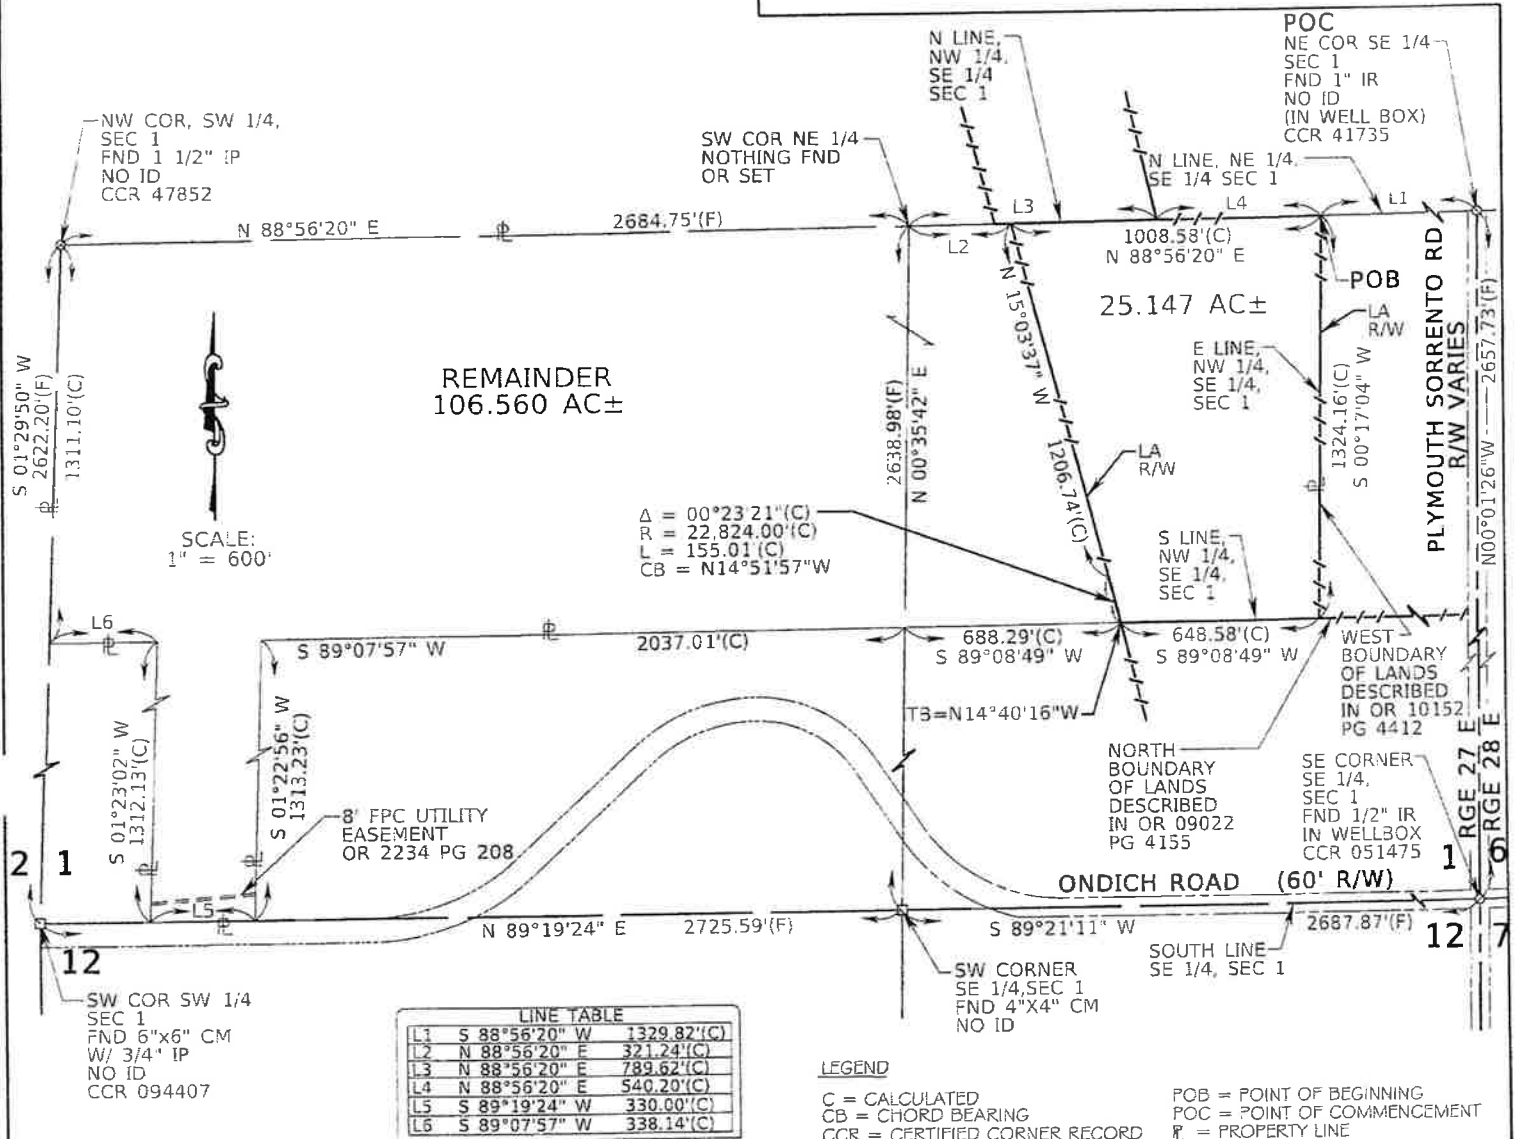 POC
NE COR SE 1/4
SEC 1
FND 1" IR
NO ID
(IN WELL BOX)
CCR 41735
N LINE,
NW 1/4,
SE 1/4
SEC 1
NW COR, SW 1/4,
SEC 1
FND 1 1/2" IP
NO ID
CCR 47852
SW COR NE 1/4
NOTHING FND
OR SET
N LINE, NE 1/4,
SE 1/4 SEC 1
N 88°56'20" E
2684.75'(F)
L3
L4
L1
L2
1008.58'(C)
N 88°56'20" E
POB
25.147 AC±
LA
R/W
N 15°03'37" W
1206.74'(C)
LA
R/W
E LINE,
NW 1/4,
SE 1/4,
SEC 1
1324.16'(C)
S 00°17'04" W
PLYMOUTH SORRENTO RD
R/W VARIES
N00°01'26"W
2657.73'(F)
S 01°29'50" W
2622.20'(F)
1311.10'(C)
REMAINDER
106.560 AC±
2638.98'(F)
N 00°35'42" E
SCALE:
1" = 600'
Δ = 00°23'21"(C)
R = 22,824.00'(C)
L = 155.01'(C)
CB = N14°51'57"W
S LINE,
NW 1/4,
SE 1/4,
SEC 1
L6
S 89°07'57" W
2037.01'(C)
688.29'(C)
S 89°08'49" W
648.58'(C)
S 89°08'49" W
WEST
BOUNDARY
OF LANDS
DESCRIBED
IN OR 10152
PG 4412
TB=N14°40'16"W
S 01°23'02" W
1312.13'(C)
S 01°22'56" W
1313.23'(C)
NORTH
BOUNDARY
OF LANDS
DESCRIBED
IN OR 09022
PG 4155
SE CORNER
SE 1/4,
SEC 1
FND 1/2" IR
IN WELLBOX
CCR 051475
RGE 27 E
RGE 28 E
8' FPC UTILITY
EASEMENT
OR 2234 PG 208
2 1
1 6
ONDICH ROAD (60' R/W)
L5
N 89°19'24" E
2725.59'(F)
S 89°21'11" W
2687.87'(F)
12
12 7
SOUTH LINE
SE 1/4, SEC 1
SW COR SW 1/4
SEC 1
FND 6"x6" CM
W/ 3/4" IP
NO ID
CCR 094407
SW CORNER
SE 1/4,SEC 1
FND 4"X4" CM
NO ID
LINE TABLE
L1 S 88°56'20" W 1329.82'(C)
L2 N 88°56'20" E 321.24'(C)
L3 N 88°56'20" E 789.62'(C)
L4 N 88°56'20" E 540.20'(C)
L5 S 89°19'24" W 330.00'(C)
L6 S 89°07'57" W 338.14'(C)
LEGEND
C = CALCULATED
CB = CHORD BEARING
CCR = CERTIFIED CORNER RECORD
POB = POINT OF BEGINNING
POC = POINT OF COMMENCEMENT
PL = PROPERTY LINE